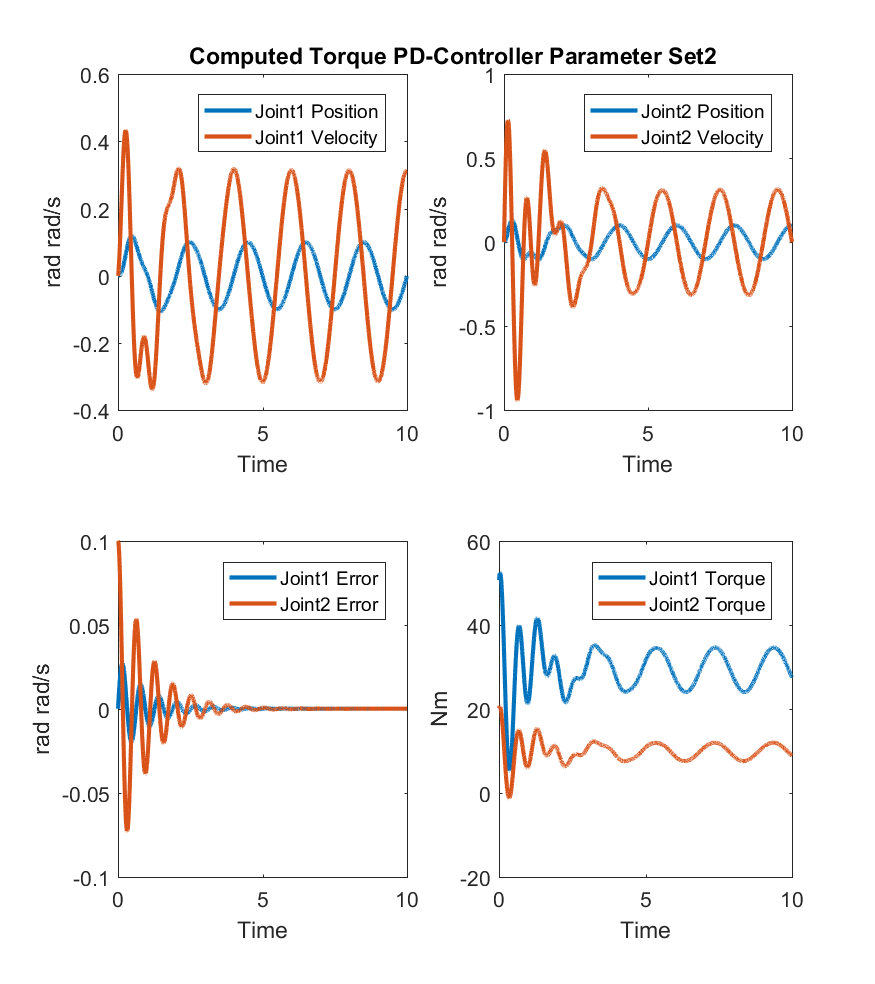 Computed Torque PD-Controller Parameter Set2
0.6
0.4
0.2
0
-0.2
-0.4
rad rad/s
Joint1 Position
Joint1 Velocity
0
5
10
Time
1
0.5
0
-0.5
-1
rad rad/s
Joint2 Position
Joint2 Velocity
0
5
10
Time
0.1
0.05
0
-0.05
-0.1
rad rad/s
Joint1 Error
Joint2 Error
0
5
10
Time
60
40
20
0
-20
Nm
Joint1 Torque
Joint2 Torque
0
5
10
Time